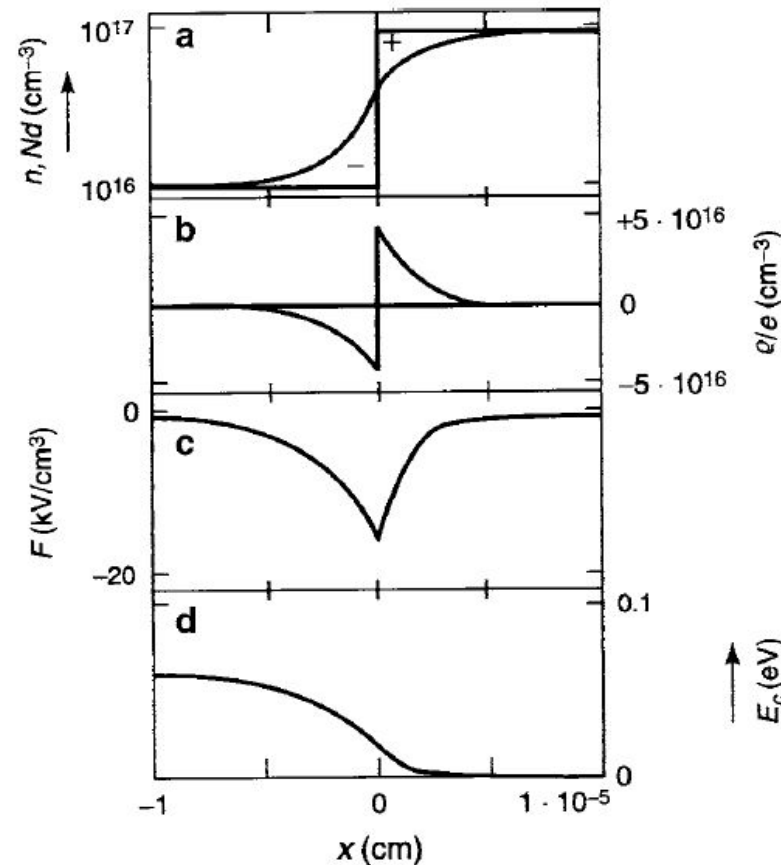 a
10¹⁷
+
n, Nd (cm⁻³)
−
10¹⁶
b
+5 · 10¹⁶
0
ϱ/e (cm⁻³)
−5 · 10¹⁶
0
c
F (kV/cm³)
−20
d
0.1
E_c (eV)
0
−1 0 1 · 10⁻⁵
x (cm)